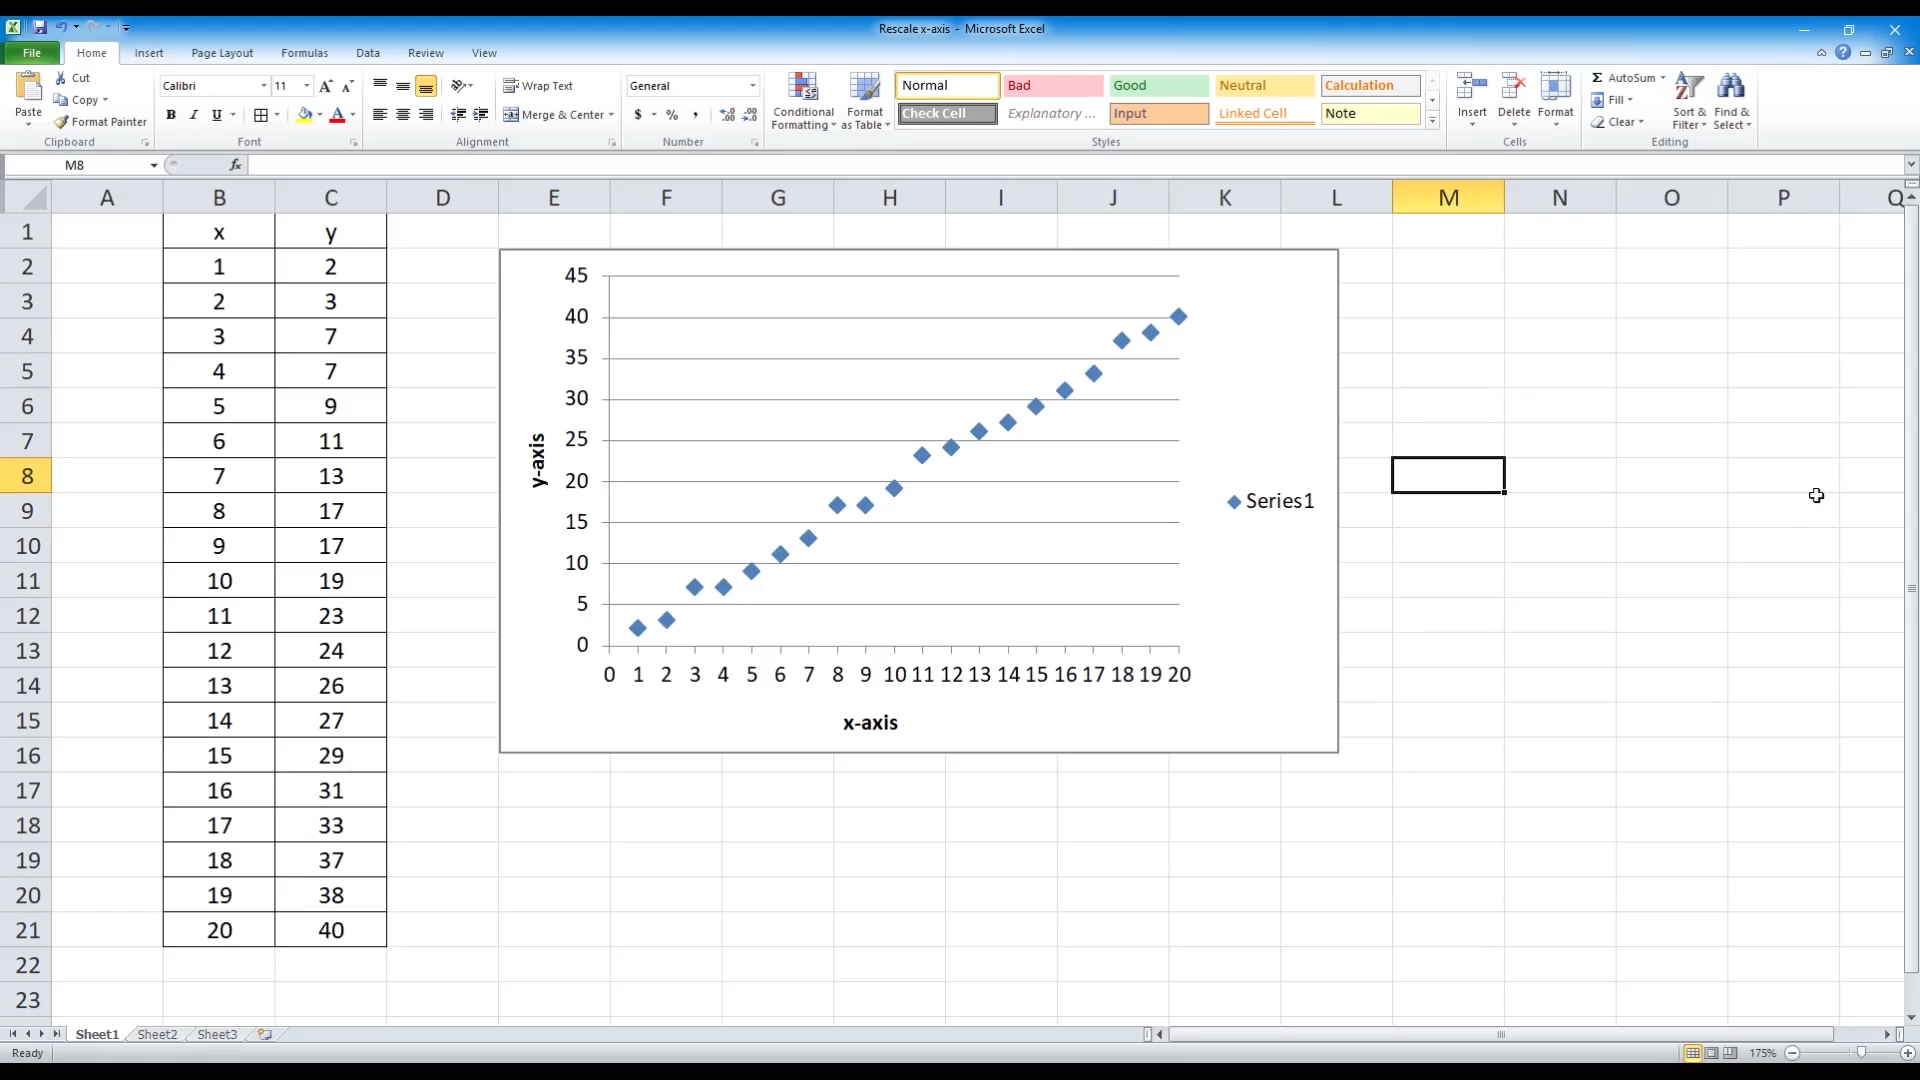 Rescale x-axis - Microsoft Excel
File Home Insert Page Layout Formulas Data Review View
Paste Cut Copy Format Painter Clipboard
Calibri 11 A A B I U A Font
Wrap Text Merge & Center Alignment
General $ % , .00 .0 Number
Conditional Formatting Format as Table
Normal Bad Good Neutral Calculation
Check Cell Explanatory ... Input Linked Cell Note
Styles
Insert Delete Format Cells
Σ AutoSum Fill Clear Sort & Filter Find & Select Editing
M8 fx
A B C D E F G H I J K L M N O P Q
1 x y
2 1 2
3 2 3
4 3 7
5 4 7
6 5 9
7 6 11
8 7 13
9 8 17
10 9 17
11 10 19
12 11 23
13 12 24
14 13 26
15 14 27
16 15 29
17 16 31
18 17 33
19 18 37
20 19 38
21 20 40
22
23
45
40
35
30
25
20
15
10
5
0
y-axis
0 1 2 3 4 5 6 7 8 9 10 11 12 13 14 15 16 17 18 19 20
x-axis
Series1
Sheet1 Sheet2 Sheet3
Ready 175%